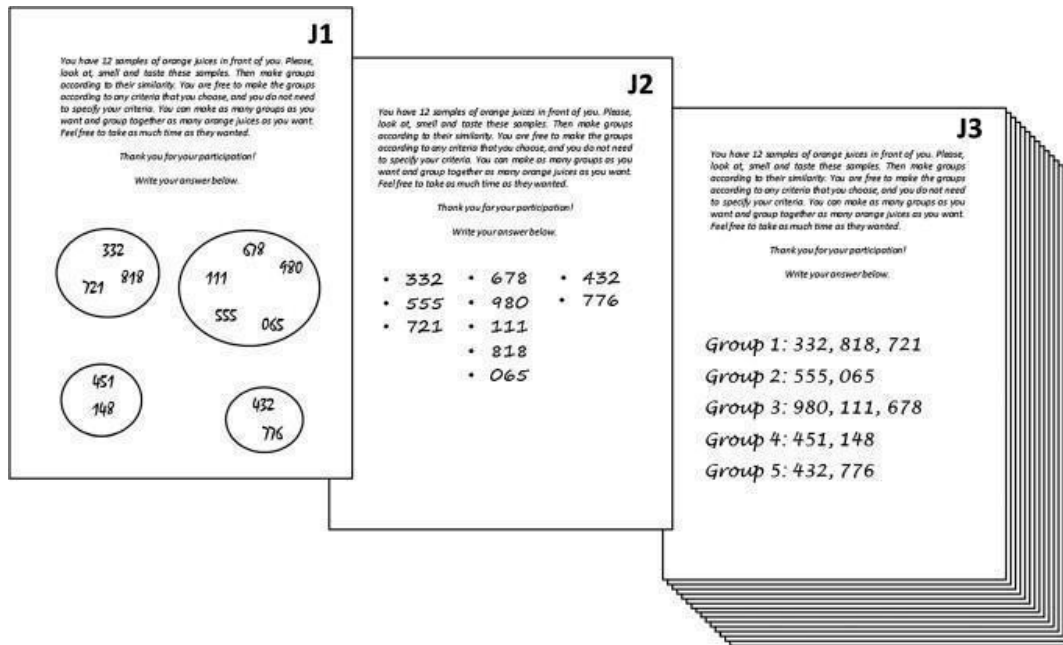 J1
You have 12 samples of orange juices in front of you. Please,
look at, smell and taste these samples. Then make groups
according to their similarity. You are free to make the groups
according to any criteria that you choose, and you do not need
to specify your criteria. You can make as many groups as you
want and group together as many orange juices as you want.
Feel free to take as much time as they wanted.
Thank you for your participation!
Write your answer below.
332
721 818
678
111 980
555 065
451
148
432
776
J2
You have 12 samples of orange juices in front of you. Please,
look at, smell and taste these samples. Then make groups
according to their similarity. You are free to make the groups
according to any criteria that you choose, and you do not need
to specify your criteria. You can make as many groups as you
want and group together as many orange juices as you want.
Feel free to take as much time as they wanted.
Thank you for your participation!
Write your answer below.
• 332 • 678 • 432
• 555 • 980 • 776
• 721 • 111
• 818
• 065
J3
You have 12 samples of orange juices in front of you. Please,
look at, smell and taste these samples. Then make groups
according to their similarity. You are free to make the groups
according to any criteria that you choose, and you do not need
to specify your criteria. You can make as many groups as you
want and group together as many orange juices as you want.
Feel free to take as much time as they wanted.
Thank you for your participation!
Write your answer below.
Group 1: 332, 818, 721
Group 2: 555, 065
Group 3: 980, 111, 678
Group 4: 451, 148
Group 5: 432, 776